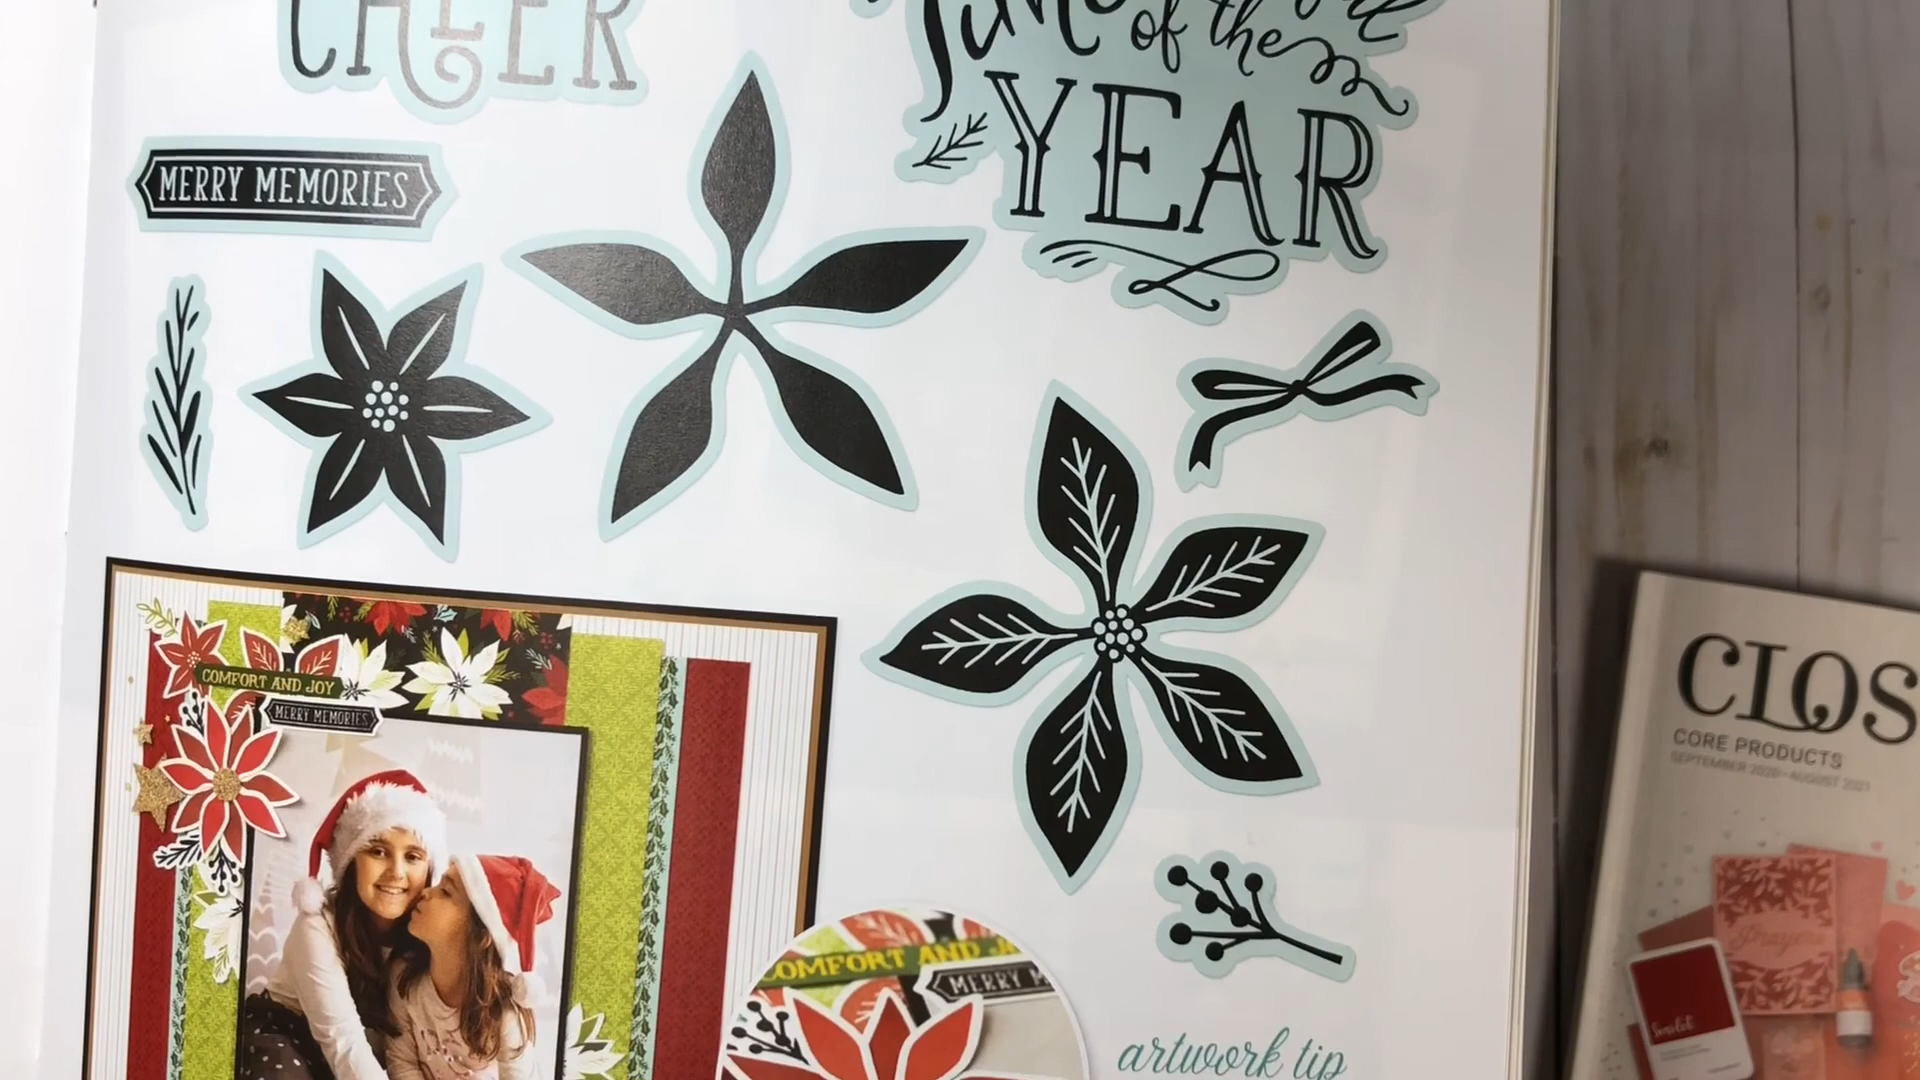 CHEER
of the
YEAR
MERRY MEMORIES
COMFORT AND JOY
MERRY MEMORIES
COMFORT AND
MERRY M
artwork tip
CLOS
CORE PRODUCTS
SEPTEMBER 2020–AUGUST 2021